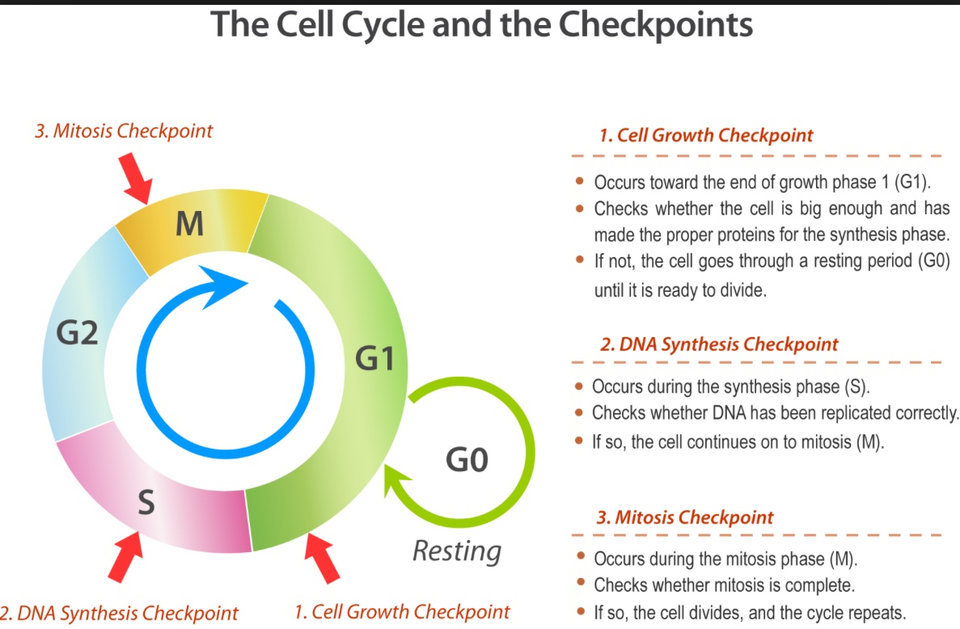 The Cell Cycle and the Checkpoints
3. Mitosis Checkpoint
M
G2
G1
S
G0
Resting
2. DNA Synthesis Checkpoint
1. Cell Growth Checkpoint
1. Cell Growth Checkpoint
• Occurs toward the end of growth phase 1 (G1).
• Checks whether the cell is big enough and has
made the proper proteins for the synthesis phase.
• If not, the cell goes through a resting period (G0)
until it is ready to divide.
2. DNA Synthesis Checkpoint
• Occurs during the synthesis phase (S).
• Checks whether DNA has been replicated correctly.
• If so, the cell continues on to mitosis (M).
3. Mitosis Checkpoint
• Occurs during the mitosis phase (M).
• Checks whether mitosis is complete.
• If so, the cell divides, and the cycle repeats.